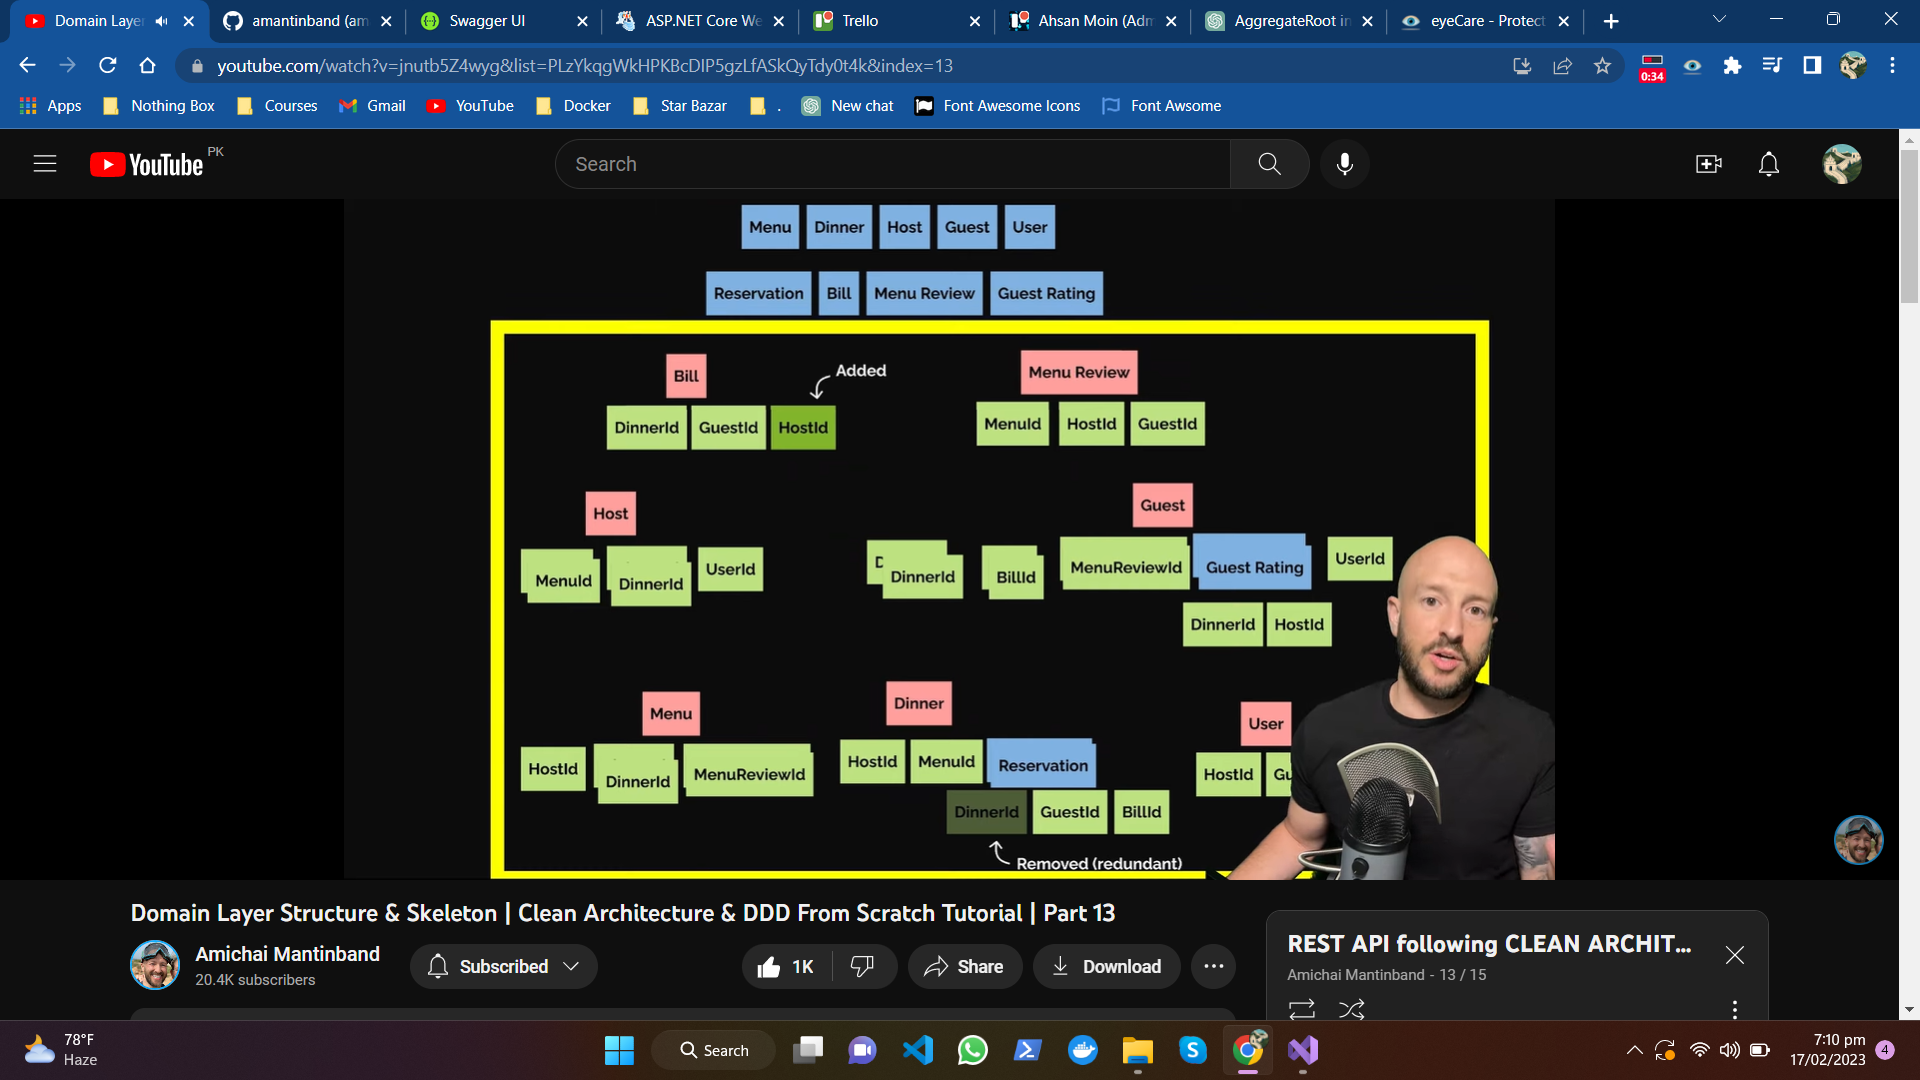 Domain Layer
amantinband (am
Swagger UI
ASP.NET Core We
Trello
Ahsan Moin (Adm
AggregateRoot in
eyeCare - Protect
youtube.com/watch?v=jnutb5Z4wyg&list=PLzYkqgWkHPKBcDIP5gzLfASkQyTdy0t4k&index=13
0:34
Apps
Nothing Box
Courses
Gmail
YouTube
Docker
Star Bazar
.
New chat
Font Awesome Icons
Font Awsome
YouTube PK
Search
Menu Dinner Host Guest User
Reservation Bill Menu Review Guest Rating
Bill
Added
Menu Review
DinnerId GuestId HostId
MenuId HostId GuestId
Host
Guest
MenuId DinnerId UserId
D DinnerId BillId MenuReviewId Guest Rating UserId
DinnerId HostId
Menu
Dinner
User
HostId DinnerId MenuReviewId
HostId MenuId Reservation
HostId Gu
DinnerId GuestId BillId
Removed (redundant)
Domain Layer Structure & Skeleton | Clean Architecture & DDD From Scratch Tutorial | Part 13
Amichai Mantinband
20.4K subscribers
Subscribed
1K
Share
Download
REST API following CLEAN ARCHIT...
Amichai Mantinband - 13 / 15
78°F
Haze
Search
7:10 pm
17/02/2023
4